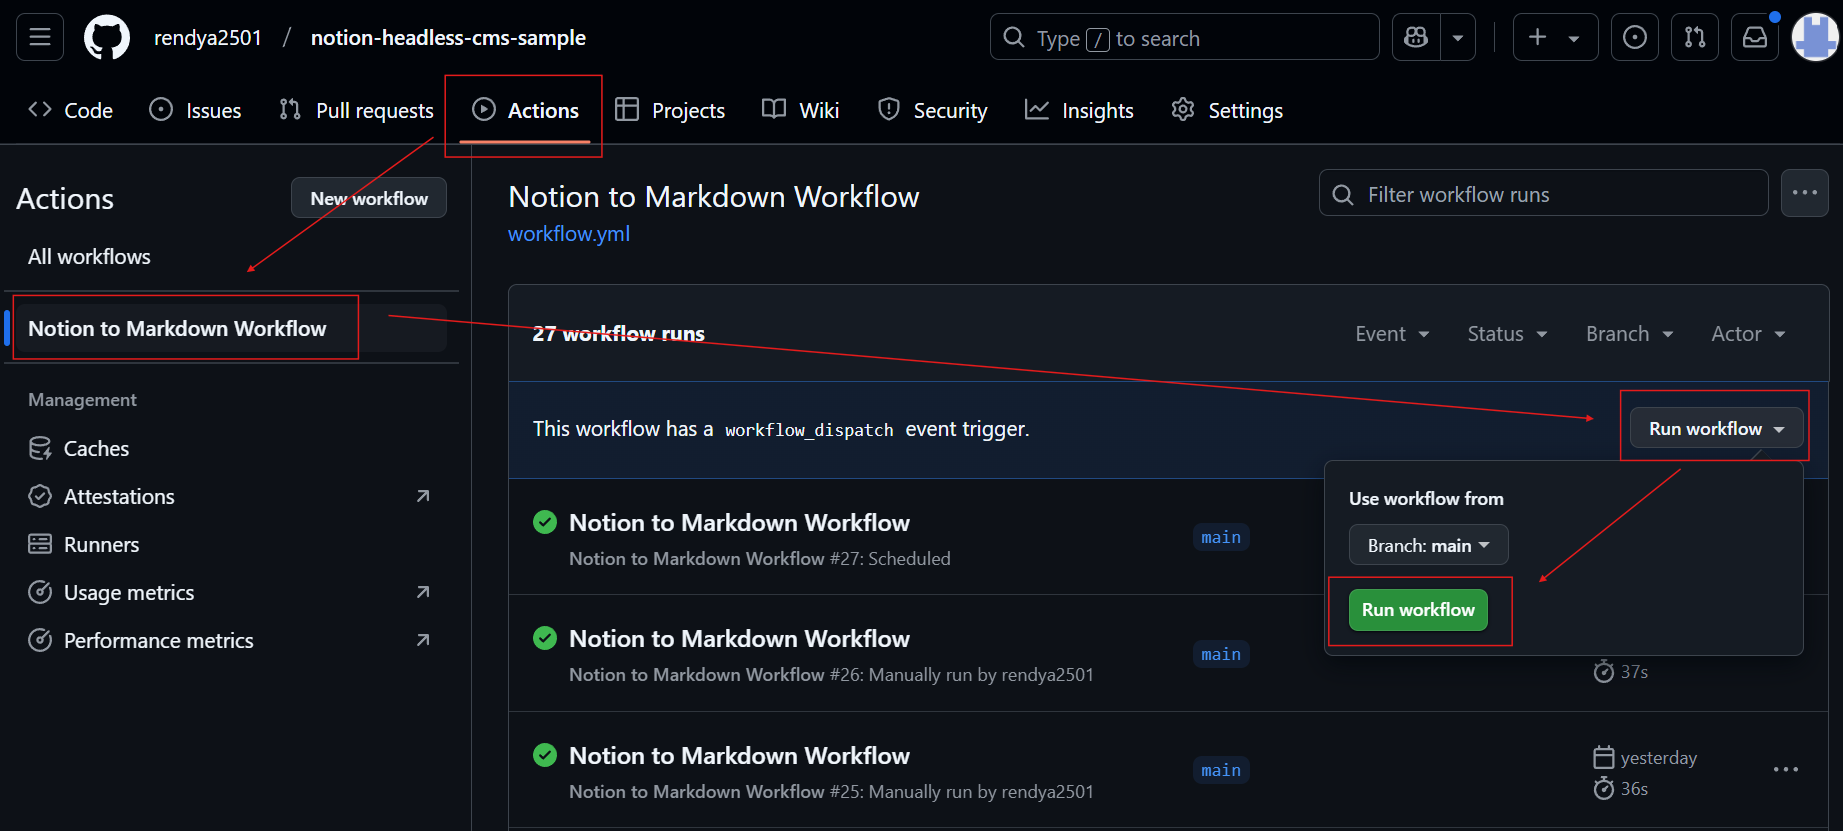 rendya2501 / notion-headless-cms-sample
Type / to search
Code
Issues
Pull requests
Actions
Projects
Wiki
Security
Insights
Settings
Actions
New workflow
All workflows
Notion to Markdown Workflow
Management
Caches
Attestations
Runners
Usage metrics
Performance metrics
Notion to Markdown Workflow
workflow.yml
Filter workflow runs
27 workflow runs
Event
Status
Branch
Actor
This workflow has a workflow_dispatch event trigger.
Run workflow
Use workflow from
Branch: main
Run workflow
Notion to Markdown Workflow
Notion to Markdown Workflow #27: Scheduled
main
Notion to Markdown Workflow
Notion to Markdown Workflow #26: Manually run by rendya2501
main
37s
Notion to Markdown Workflow
Notion to Markdown Workflow #25: Manually run by rendya2501
main
yesterday
36s